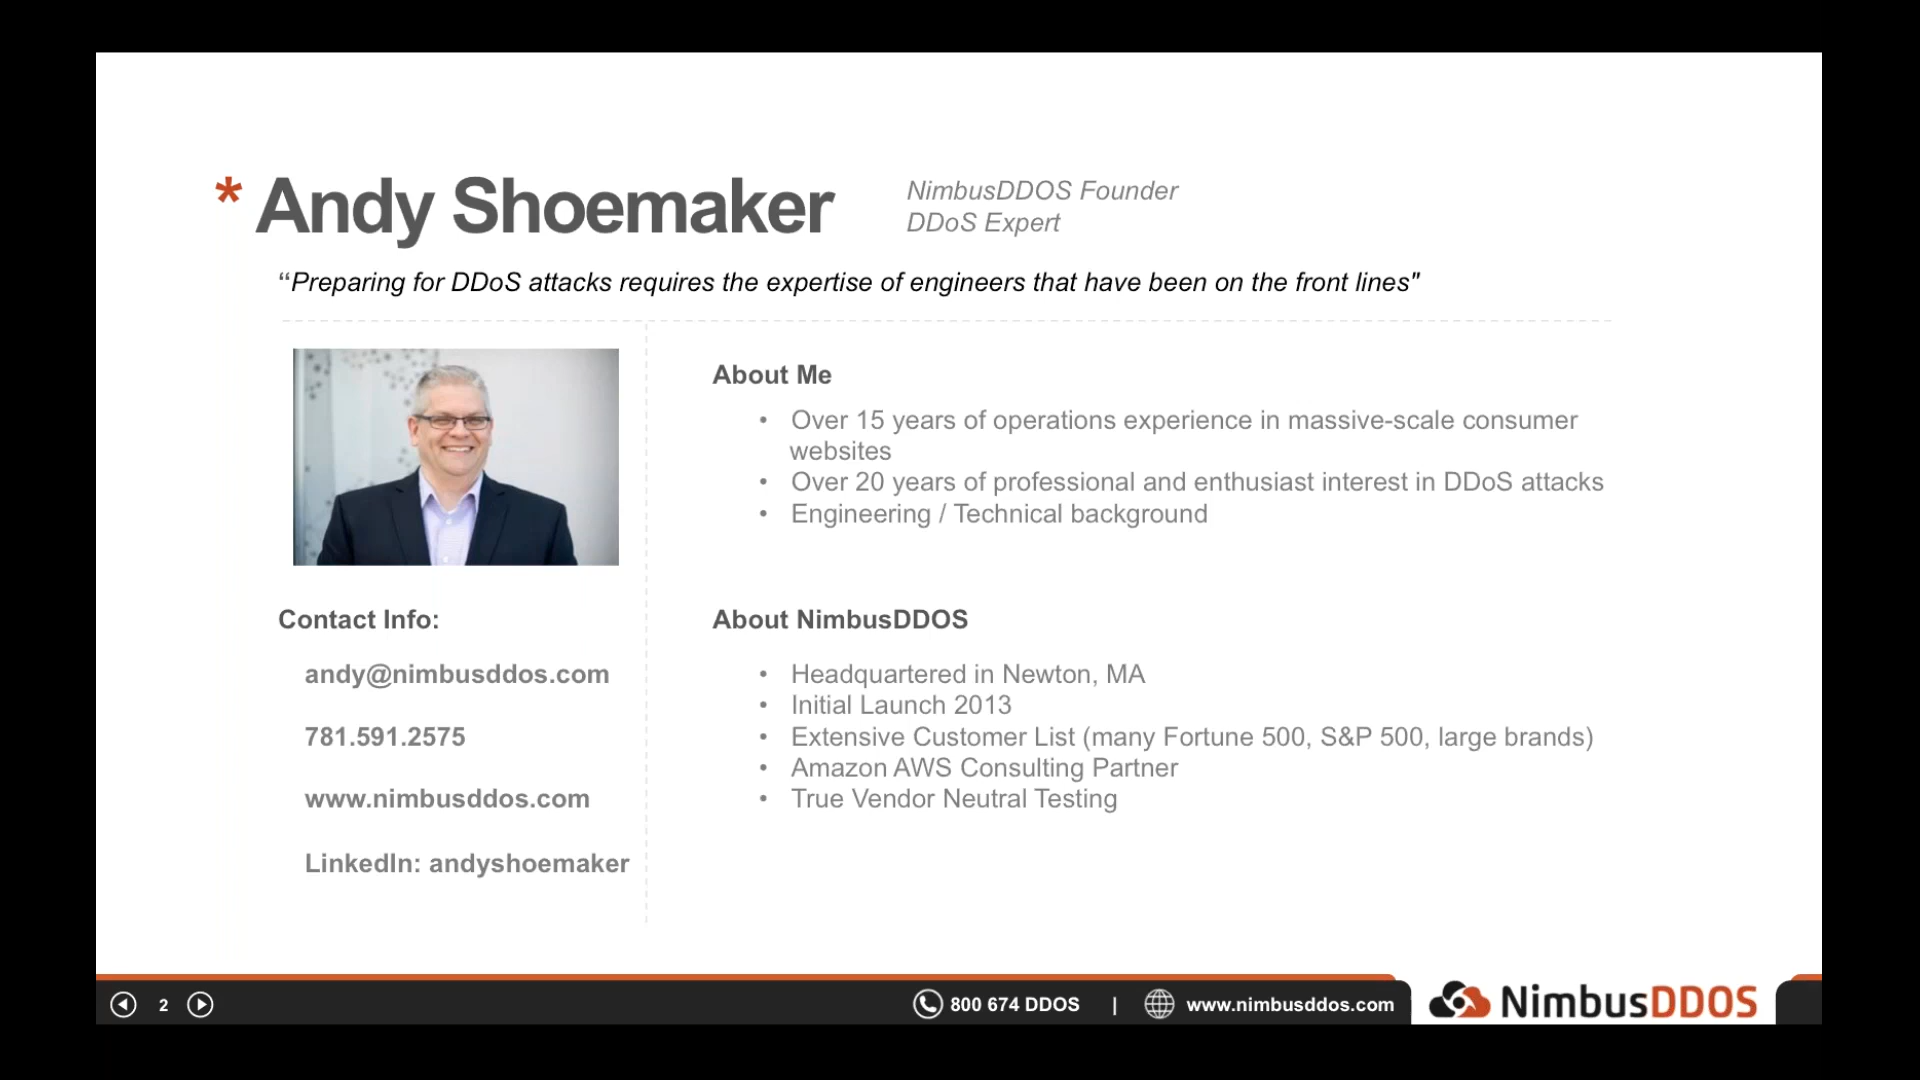 * Andy Shoemaker
NimbusDDOS Founder
DDoS Expert
“Preparing for DDoS attacks requires the expertise of engineers that have been on the front lines"
About Me
• Over 15 years of operations experience in massive-scale consumer
websites
• Over 20 years of professional and enthusiast interest in DDoS attacks
• Engineering / Technical background
Contact Info:
andy@nimbusddos.com
781.591.2575
www.nimbusddos.com
LinkedIn: andyshoemaker
About NimbusDDOS
• Headquartered in Newton, MA
• Initial Launch 2013
• Extensive Customer List (many Fortune 500, S&P 500, large brands)
• Amazon AWS Consulting Partner
• True Vendor Neutral Testing
2
800 674 DDOS | www.nimbusddos.com
NimbusDDOS